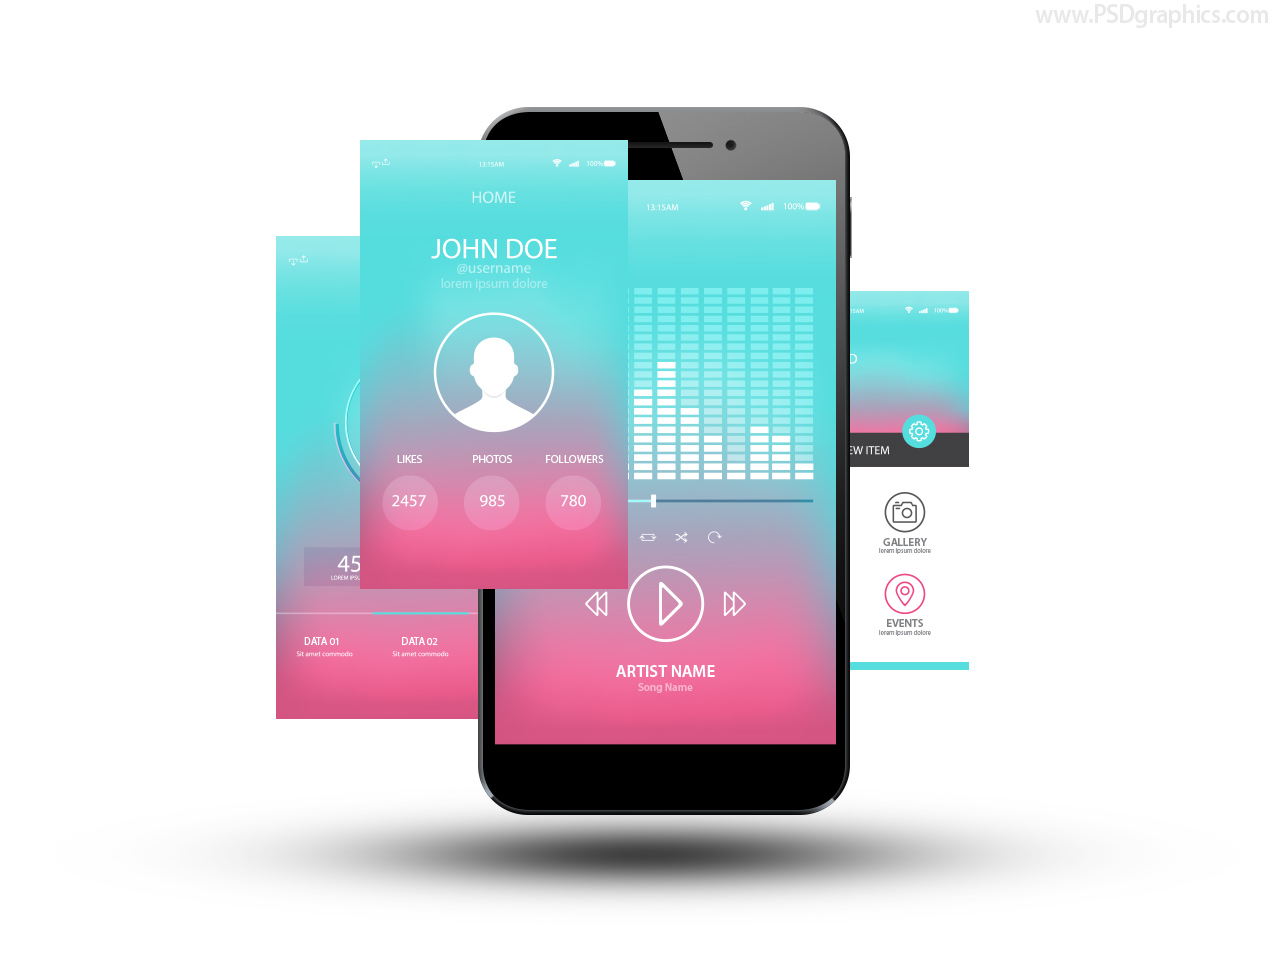 www.PSDgraphics.com
13:15AM
100%
HOME
JOHN DOE
@username
lorem ipsum dolore
LIKES
PHOTOS
FOLLOWERS
2457
985
780
13:15AM
100%
ARTIST NAME
Song Name
45
LOREM IPSU
DATA 01
DATA 02
Sit amet commodo
Sit amet commodo
15AM
100%
EW ITEM
GALLERY
lorem ipsum dolore
EVENTS
lorem ipsum dolore